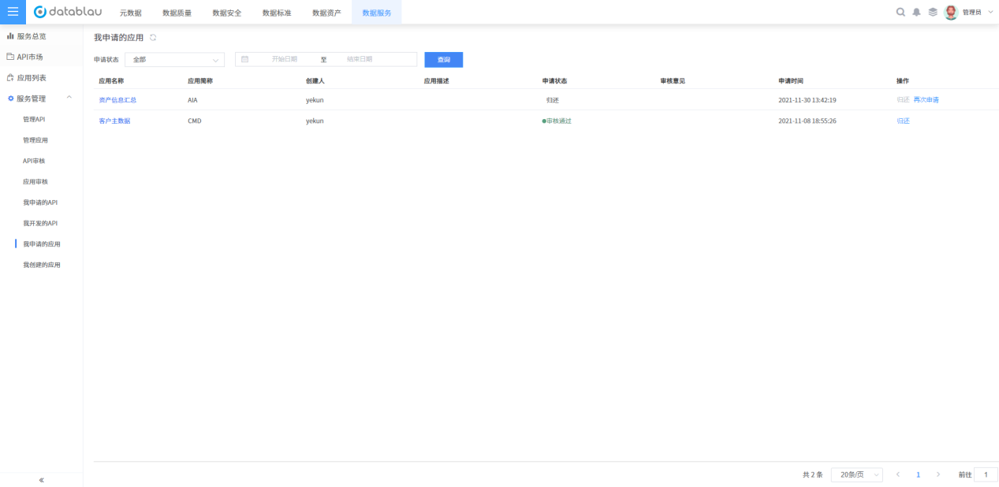 datablau 元数据 数据质量 数据安全 数据标准 数据资产 数据服务 管理员
服务总览
API市场
应用列表
服务管理
管理API
管理应用
API审核
应用审核
我申请的API
我开发的API
我申请的应用
我创建的应用
«
我申请的应用
申请状态 全部 开始日期 至 结束日期 查询
应用名称 应用简称 创建人 应用描述 申请状态 审核意见 申请时间 操作
资产信息汇总 AIA yekun 归还 2021-11-30 13:42:19 归还 再次申请
客户主数据 CMD yekun 审核通过 2021-11-08 18:55:26 归还
共 2 条 20条/页 1 前往 1